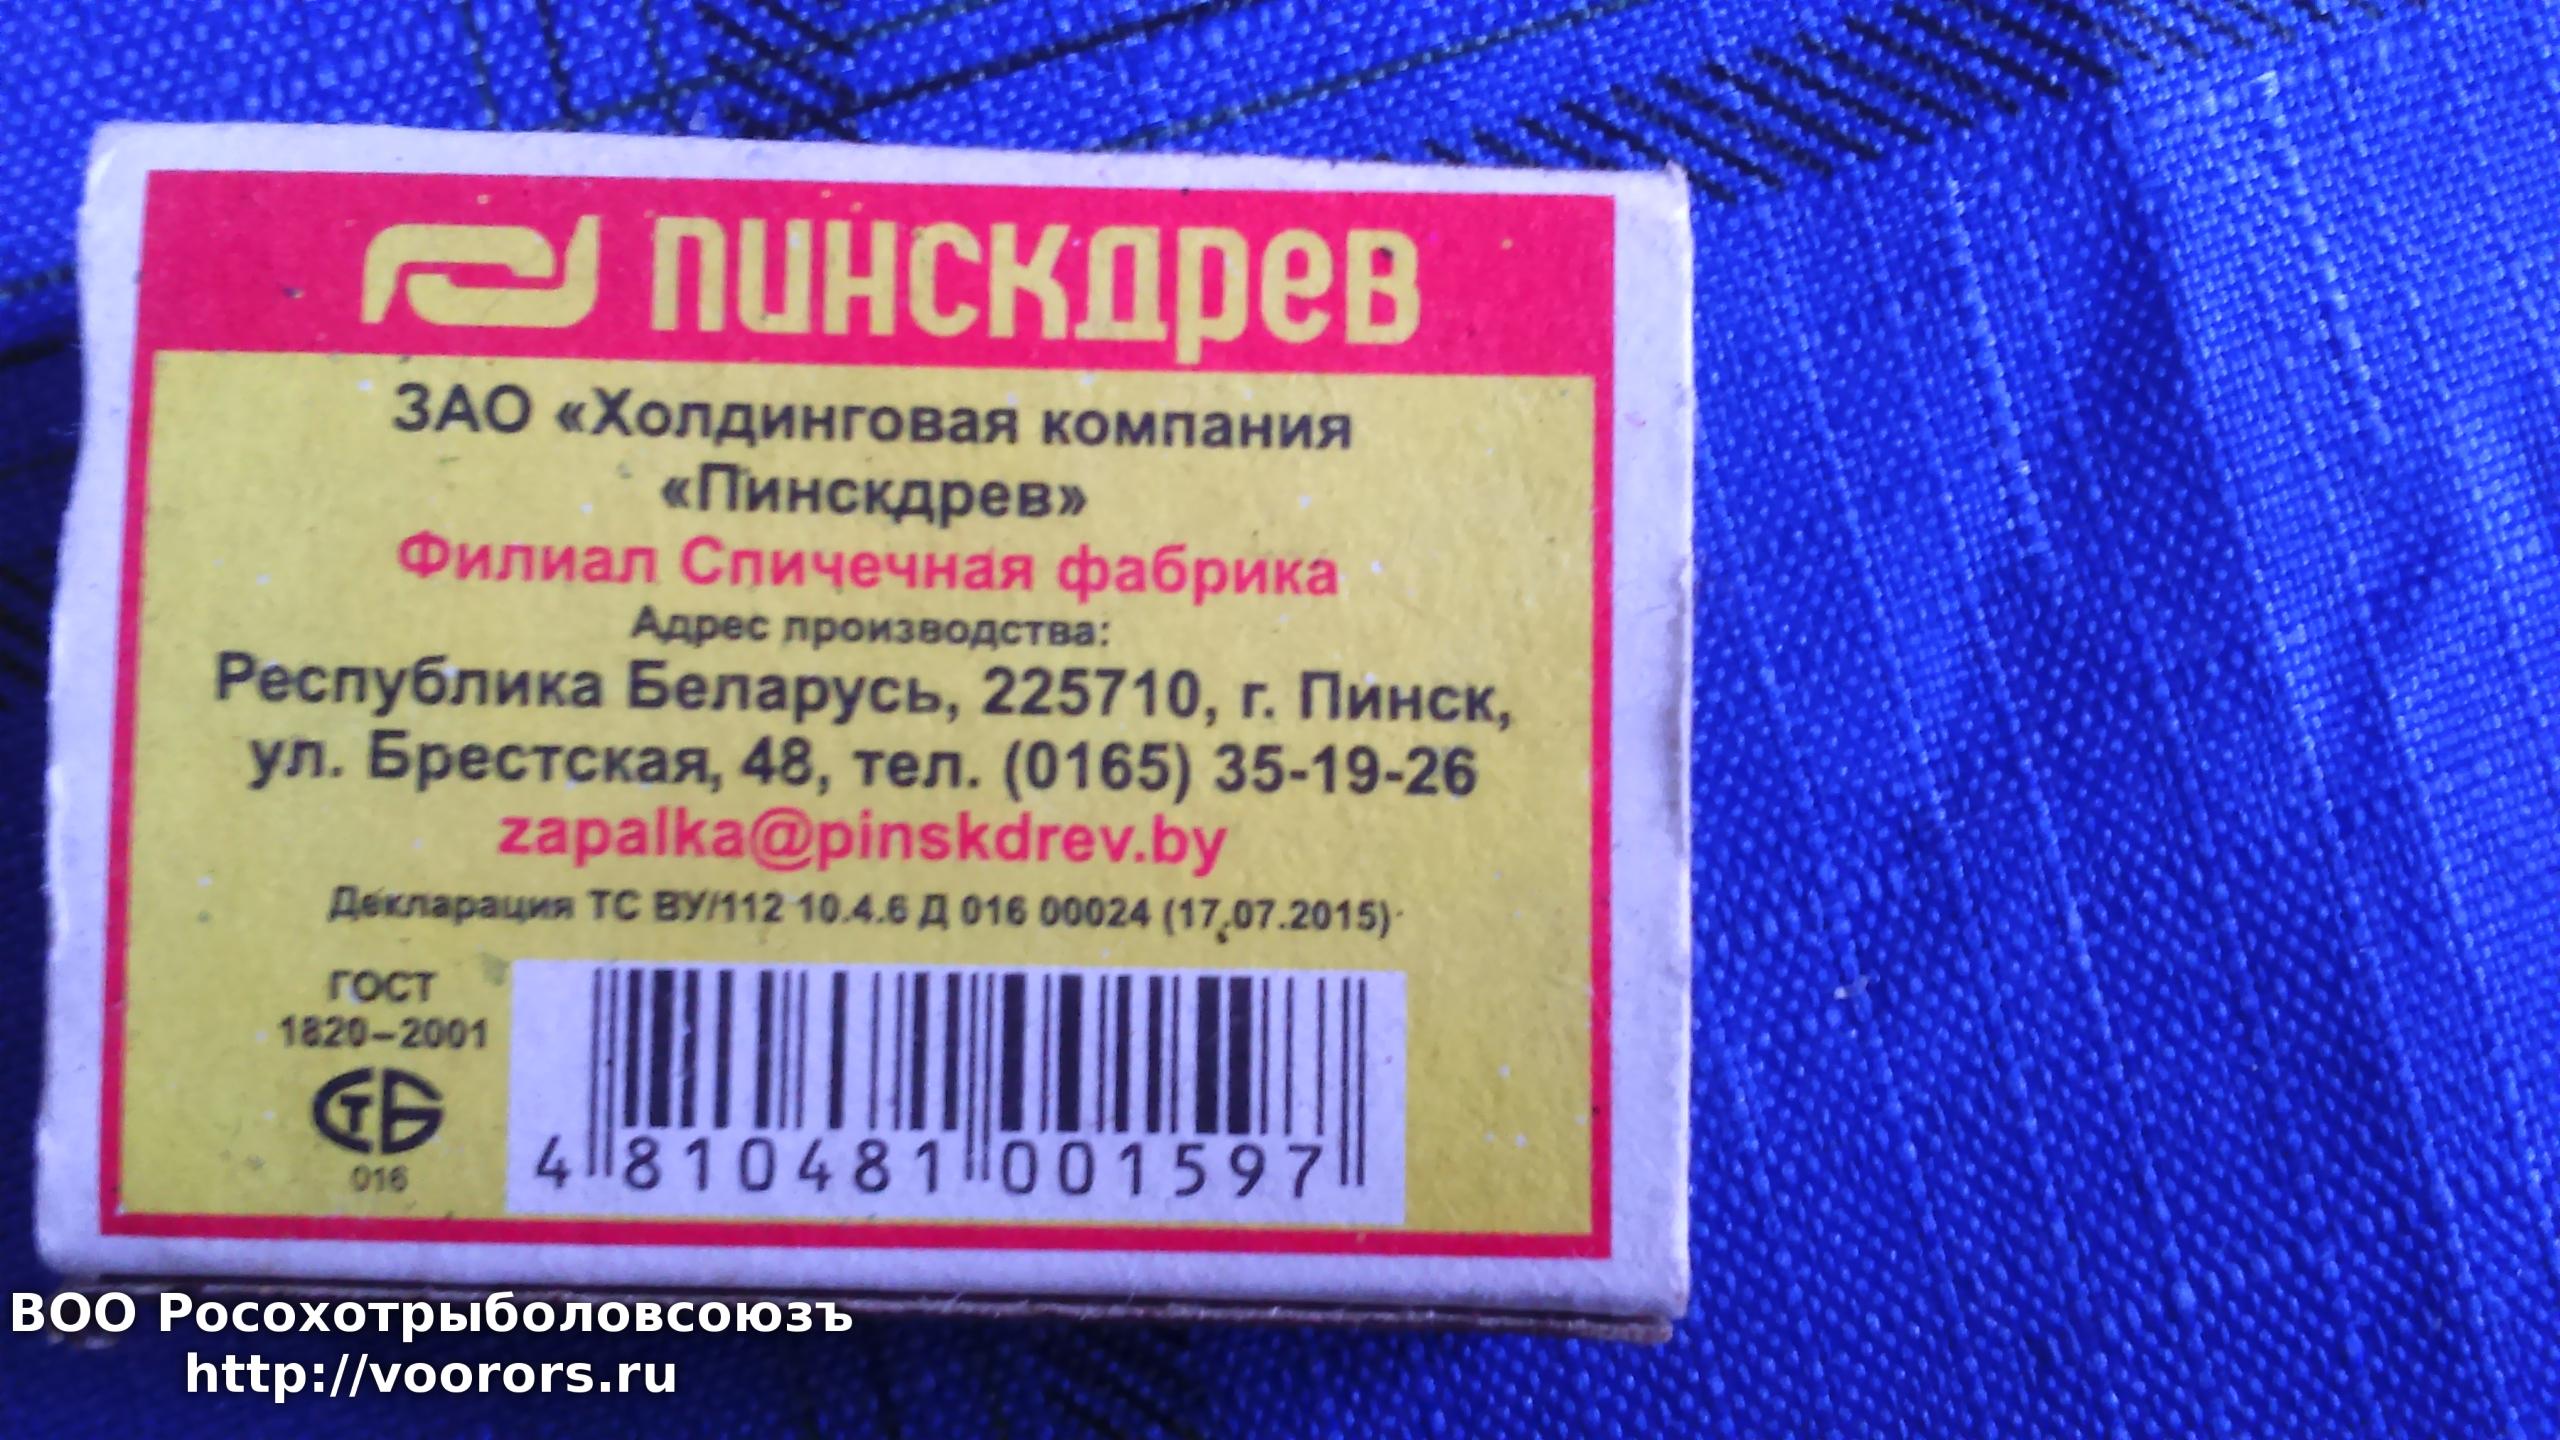 ПИНСКДРЕВ
ЗАО «Холдинговая компания
«Пинскдрев»
Филиал Спичечная фабрика
Адрес производства:
Республика Беларусь, 225710, г. Пинск,
ул. Брестская, 48, тел. (0165) 35-19-26
zapalka@pinskdrev.by
Декларация ТС BY/112 10.4.6 Д 016 00024 (17.07.2015)
ГОСТ
1820–2001
СТБ
016
4 810481 001597
ВОО Росохотрыболовсоюзъ
http://voorors.ru